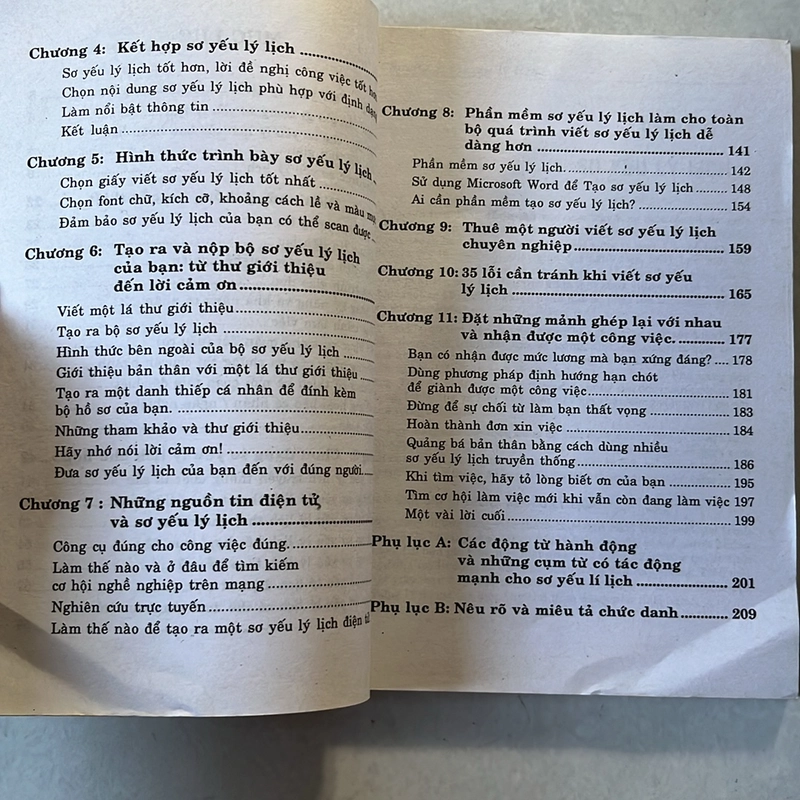 Chương 4: Kết hợp sơ yếu lý lịch ................
Sơ yếu lý lịch tốt hơn, lời đề nghị công việc tốt
Chọn nội dung sơ yếu lý lịch phù hợp với định dạng
Làm nổi bật thông tin ................
Kết luận ................
Chương 5: Hình thức trình bày sơ yếu lý lịch
Chọn giấy viết sơ yếu lý lịch tốt nhất ................
Chọn font chữ, kích cỡ, khoảng cách lề và màu
Đảm bảo sơ yếu lý lịch của bạn có thể scan được
Chương 6: Tạo ra và nộp bộ sơ yếu lý lịch
của bạn: từ thư giới thiệu
đến lời cảm ơn ................
Viết một lá thư giới thiệu ................
Tạo ra bộ sơ yếu lý lịch ................
Hình thức bên ngoài của bộ sơ yếu lý lịch ........
Giới thiệu bản thân với một lá thư giới thiệu ....
Tạo ra một danh thiếp cá nhân để đính kèm
bộ hồ sơ của bạn. ................
Những tham khảo và thư giới thiệu ................
Hãy nhớ nói lời cảm ơn! ................
Đưa sơ yếu lý lịch của bạn đến với đúng người....
Chương 7 : Những nguồn tin điện tử,
và sơ yếu lý lịch ................
Công cụ đúng cho công việc đúng. ................
Làm thế nào và ở đâu để tìm kiếm
cơ hội nghề nghiệp trên mạng ................
Nghiên cứu trực tuyến ................
Làm thế nào để tạo ra một sơ yếu lý lịch điện tử
Chương 8: Phần mềm sơ yếu lý lịch làm cho toàn
bộ quá trình viết sơ yếu lý lịch dễ
dàng hơn ................ 141
Phần mềm sơ yếu lý lịch. ................ 142
Sử dụng Microsoft Word để Tạo sơ yếu lý lịch ........ 148
Ai cần phần mềm tạo sơ yếu lý lịch? ................ 154
Chương 9: Thuê một người viết sơ yếu lý lịch
chuyên nghiệp ................ 159
Chương 10: 35 lỗi cần tránh khi viết sơ yếu
lý lịch ................ 165
Chương 11: Đặt những mảnh ghép lại với nhau
và nhận được một công việc. ........ 177
Bạn có nhận được mức lương mà bạn xứng đáng? .... 178
Dùng phương pháp định hướng hạn chót
để giành được một công việc ................ 181
Đừng để sự chối từ làm bạn thất vọng ................ 183
Hoàn thành đơn xin việc ................ 184
Quảng bá bản thân bằng cách dùng nhiều
sơ yếu lý lịch truyền thống ................ 186
Khi tìm việc, hãy tỏ lòng biết ơn của bạn ........ 195
Tìm cơ hội làm việc mới khi vẫn còn đang làm việc 197
Một vài lời cuối ................ 199
Phụ lục A: Các động từ hành động
và những cụm từ có tác động
mạnh cho sơ yếu lí lịch ................ 201
Phụ lục B: Nêu rõ và miêu tả chức danh ............ 209